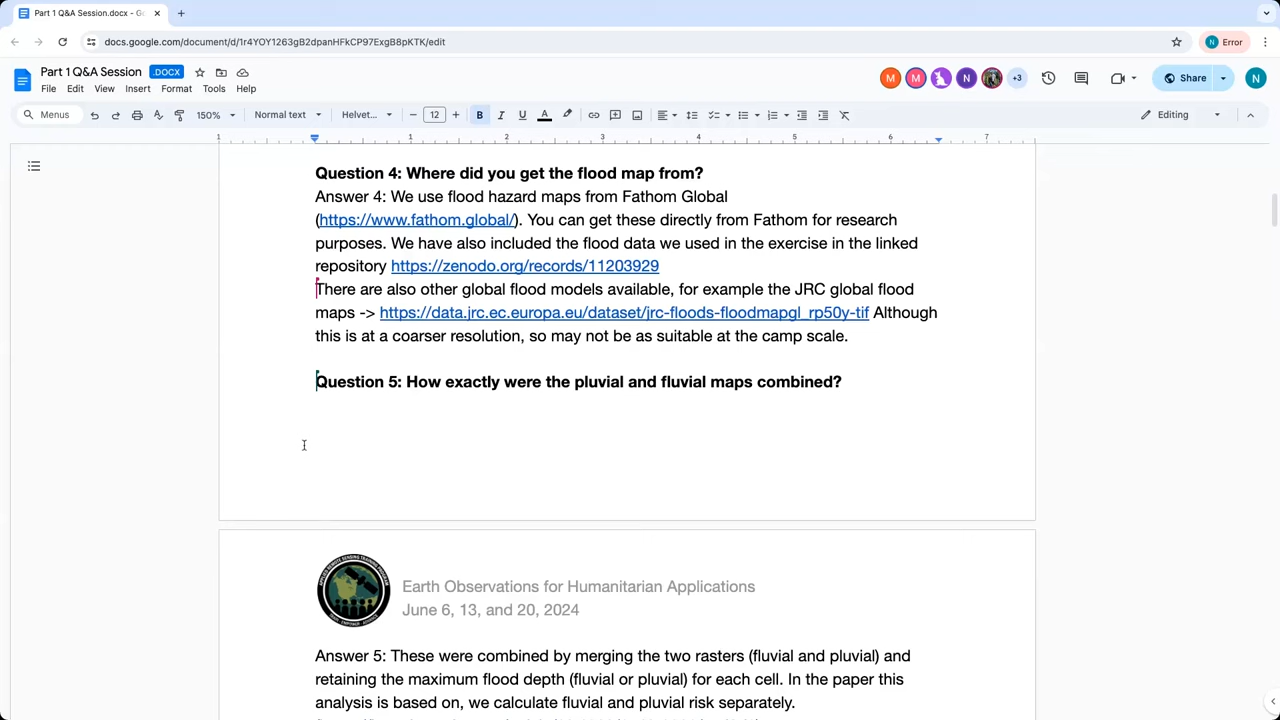 Part 1 Q&A Session.docx - Go
docs.google.com/document/d/1r4YOY1263gB2dpanHFkCP97ExgB8pKTK/edit
N Error
Part 1 Q&A Session .DOCX
File Edit View Insert Format Tools Help
M M N +3 Share N
Menus 150% Normal text Helvet... 12 B I U A Editing
1 1 2 3 4 5 6 7
Question 4: Where did you get the flood map from?
Answer 4: We use flood hazard maps from Fathom Global
(https://www.fathom.global/). You can get these directly from Fathom for research
purposes. We have also included the flood data we used in the exercise in the linked
repository https://zenodo.org/records/11203929
There are also other global flood models available, for example the JRC global flood
maps -> https://data.jrc.ec.europa.eu/dataset/jrc-floods-floodmapgl_rp50y-tif Although
this is at a coarser resolution, so may not be as suitable at the camp scale.
Question 5: How exactly were the pluvial and fluvial maps combined?
Earth Observations for Humanitarian Applications
June 6, 13, and 20, 2024
Answer 5: These were combined by merging the two rasters (fluvial and pluvial) and
retaining the maximum flood depth (fluvial or pluvial) for each cell. In the paper this
analysis is based on, we calculate fluvial and pluvial risk separately.